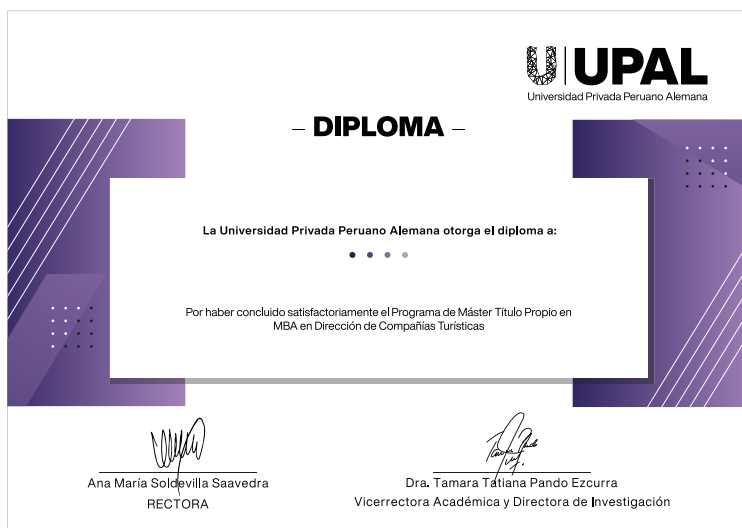 UPAL
Universidad Privada Peruano Alemana
– DIPLOMA –
La Universidad Privada Peruano Alemana otorga el diploma a:
Por haber concluido satisfactoriamente el Programa de Máster Título Propio en
MBA en Dirección de Compañías Turísticas
Ana María Soldevilla Saavedra
RECTORA
Dra. Tamara Tatiana Pando Ezcurra
Vicerrectora Académica y Directora de Investigación